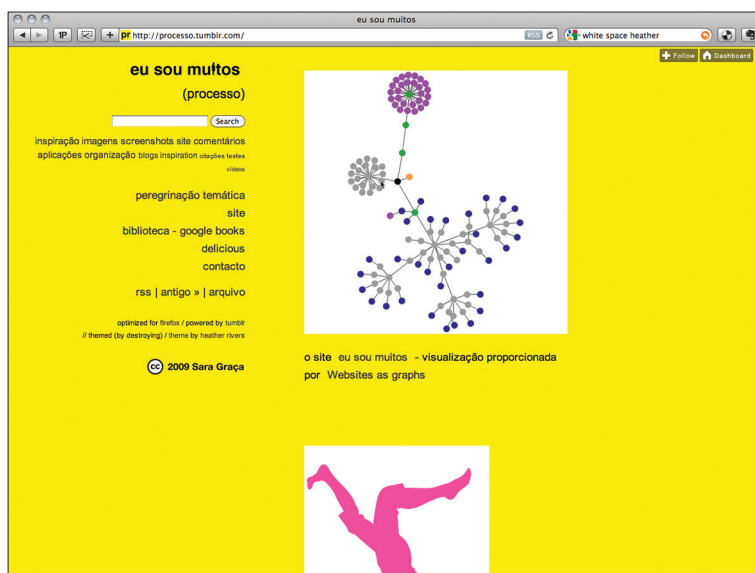 eu sou muitos
1P
pr http://processo.tumblr.com/
RSS
white space heather
Follow
Dashboard
eu sou muitos
(processo)
Search
inspiração imagens screenshots site comentários
aplicações organização blogs inspiration citações testes
vídeos
peregrinação temática
site
biblioteca - google books
delicious
contacto
rss | antigo » | arquivo
optimized for firefox / powered by tumblr
// themed (by destroying) / theme by heather rivers
cc 2009 Sara Graça
o site eu sou muitos - visualização proporcionada
por Websites as graphs